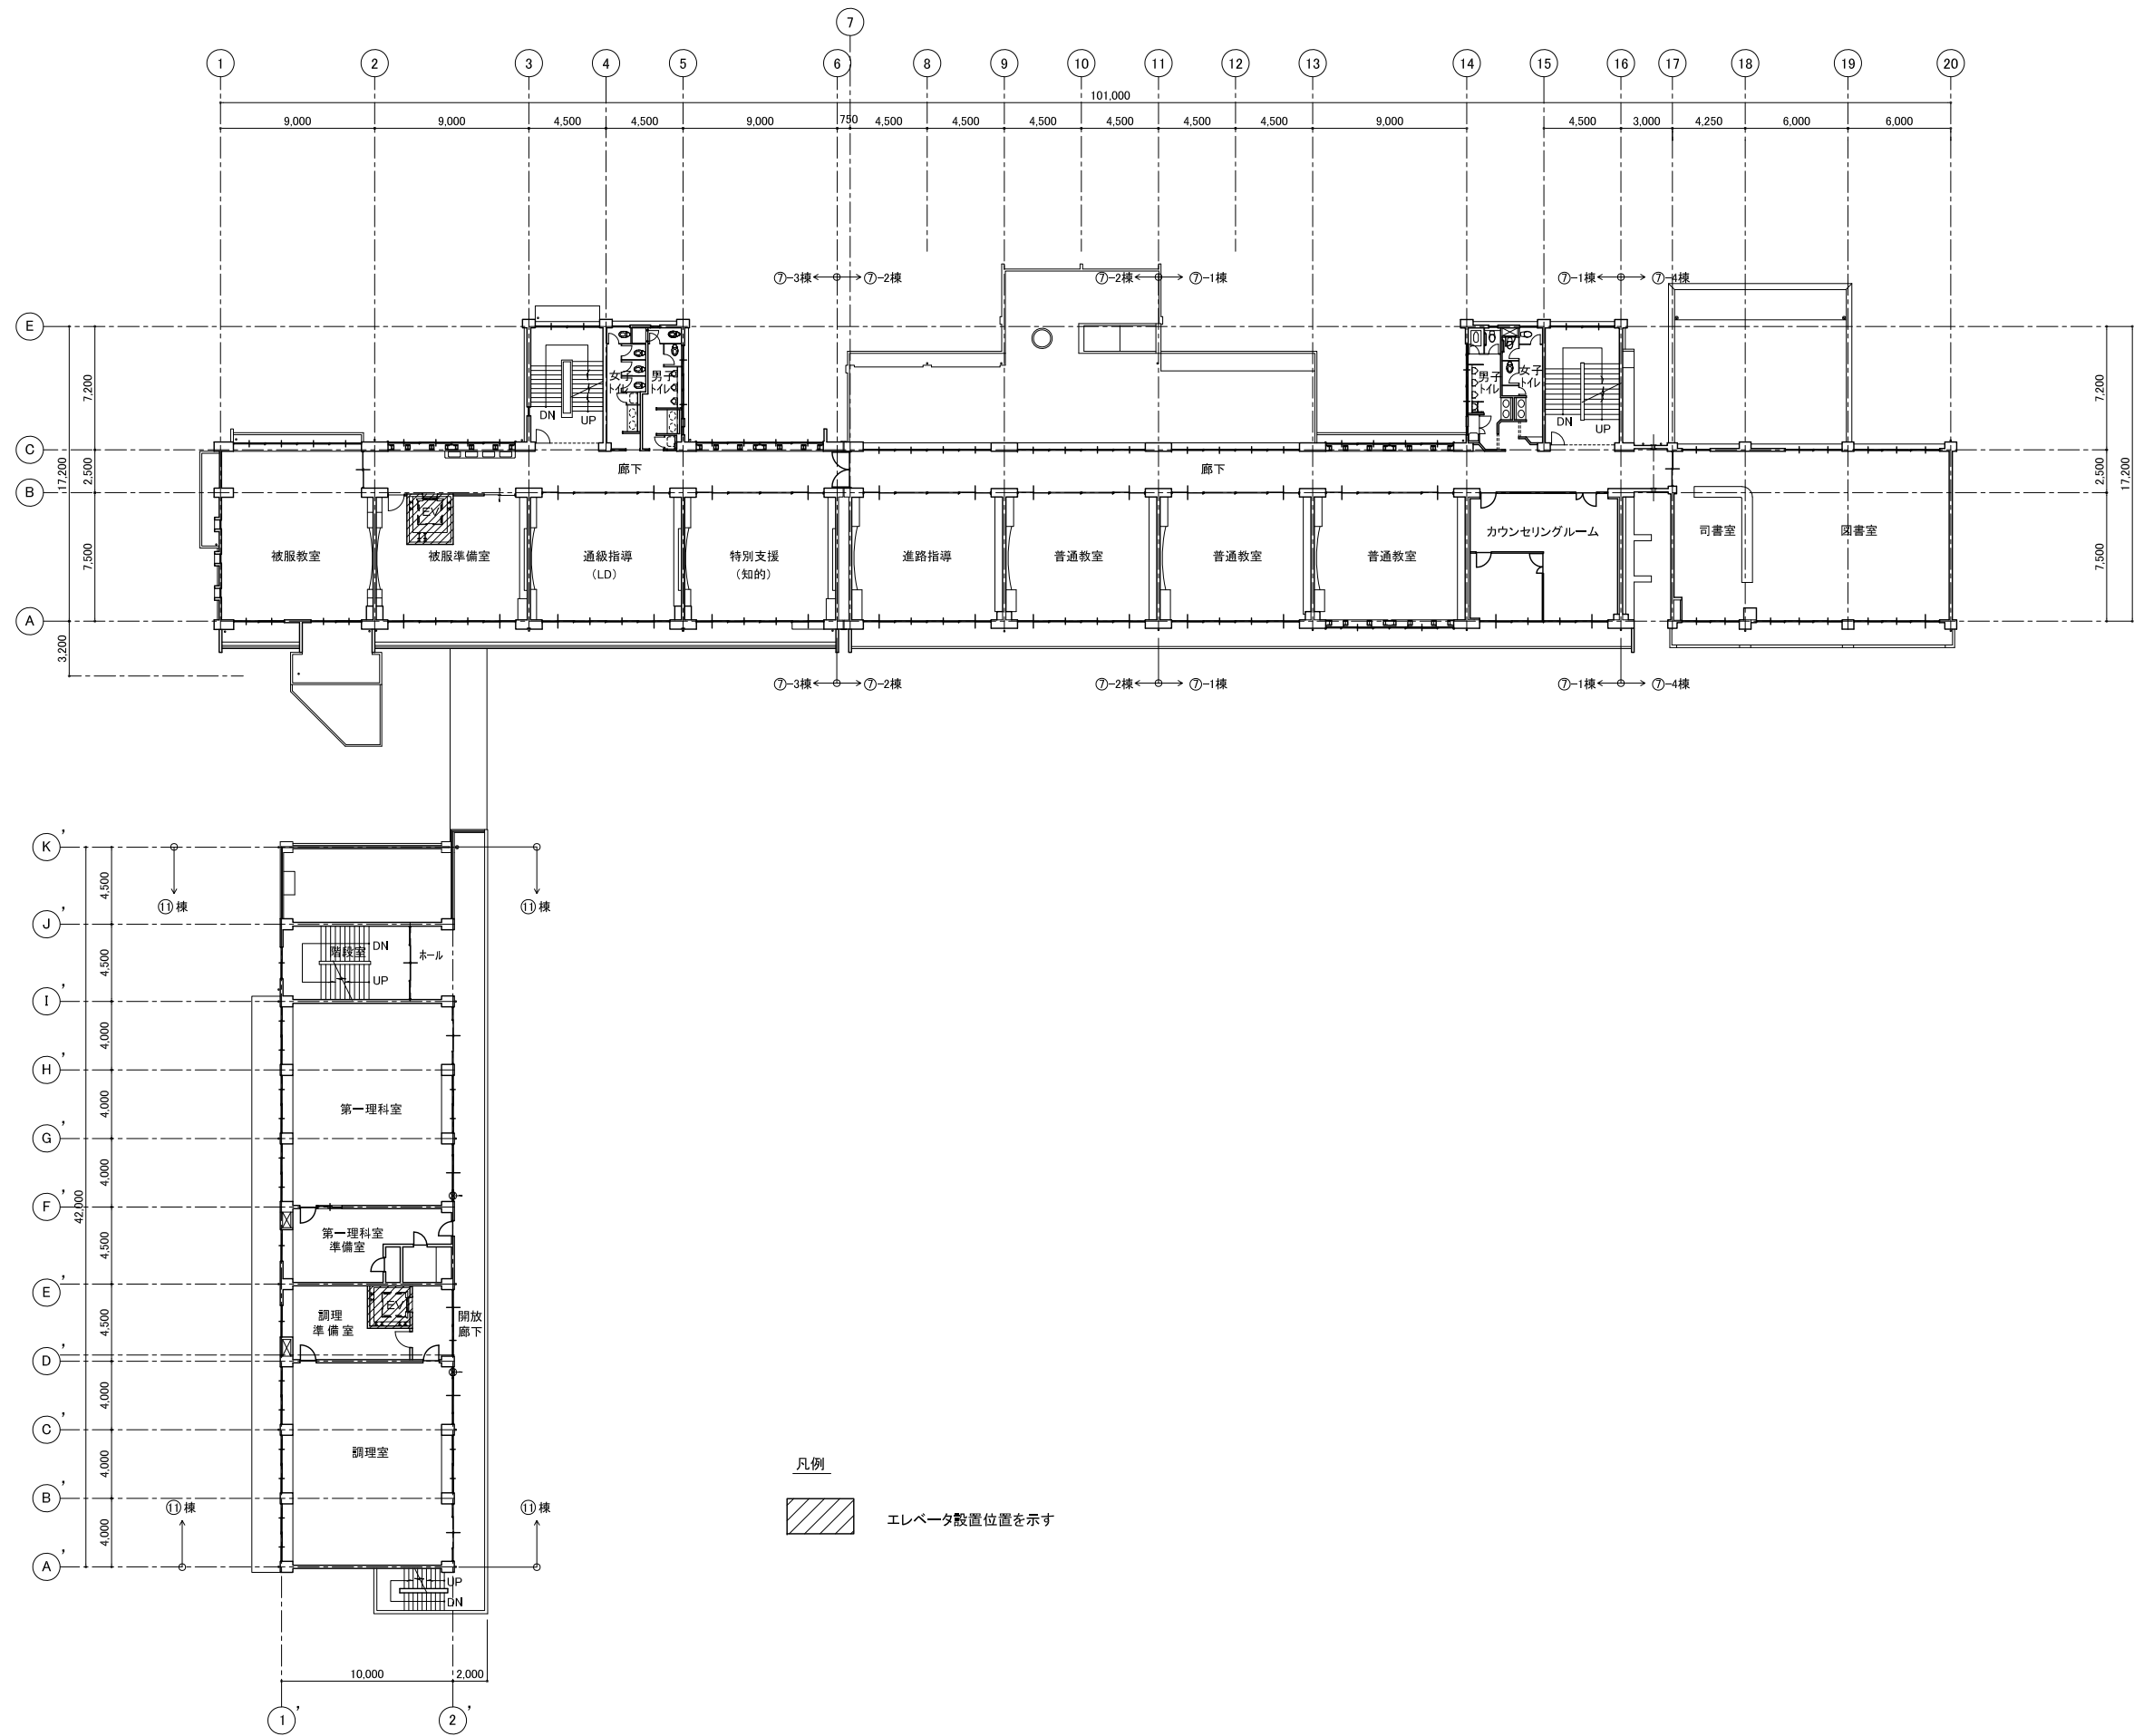 7
1 2 3 4 5 6 8 9 10 11 12 13 14 15 16 17 18 19 20
101,000
9,000 9,000 4,500 4,500 9,000 750 4,500 4,500 4,500 4,500 4,500 4,500 9,000 4,500 3,000 4,250 6,000 6,000
⑦-3棟 ⑦-2棟 ⑦-2棟 ⑦-1棟 ⑦-1棟 ⑦-4棟
E
C
B
A
7,200
2,500
17,200
7,500
3,200
7,200
2,500
17,200
7,500
女子
トイレ
男子
トイレ
DN
UP
男子
トイレ
女子
トイレ
DN
UP
廊下 廊下
EV
被服教室
被服準備室
通級指導
（LD）
特別支援
（知的）
進路指導
普通教室
普通教室
普通教室
カウンセリングルーム
司書室
図書室
⑦-3棟 ⑦-2棟 ⑦-2棟 ⑦-1棟 ⑦-1棟 ⑦-4棟
K'
J'
I'
H'
G'
F'
E'
D'
C'
B'
A'
4,500
4,500
4,000
4,000
4,000
4,500
4,500
4,000
4,000
4,000
42,000
⑪棟 ⑪棟
階段室
DN
UP
ホール
第一理科室
第一理科室
準備室
EV
調理
準備室
開放
廊下
調理室
⑪棟 ⑪棟
UP
DN
10,000 2,000
1' 2'
凡例
エレベータ設置位置を示す